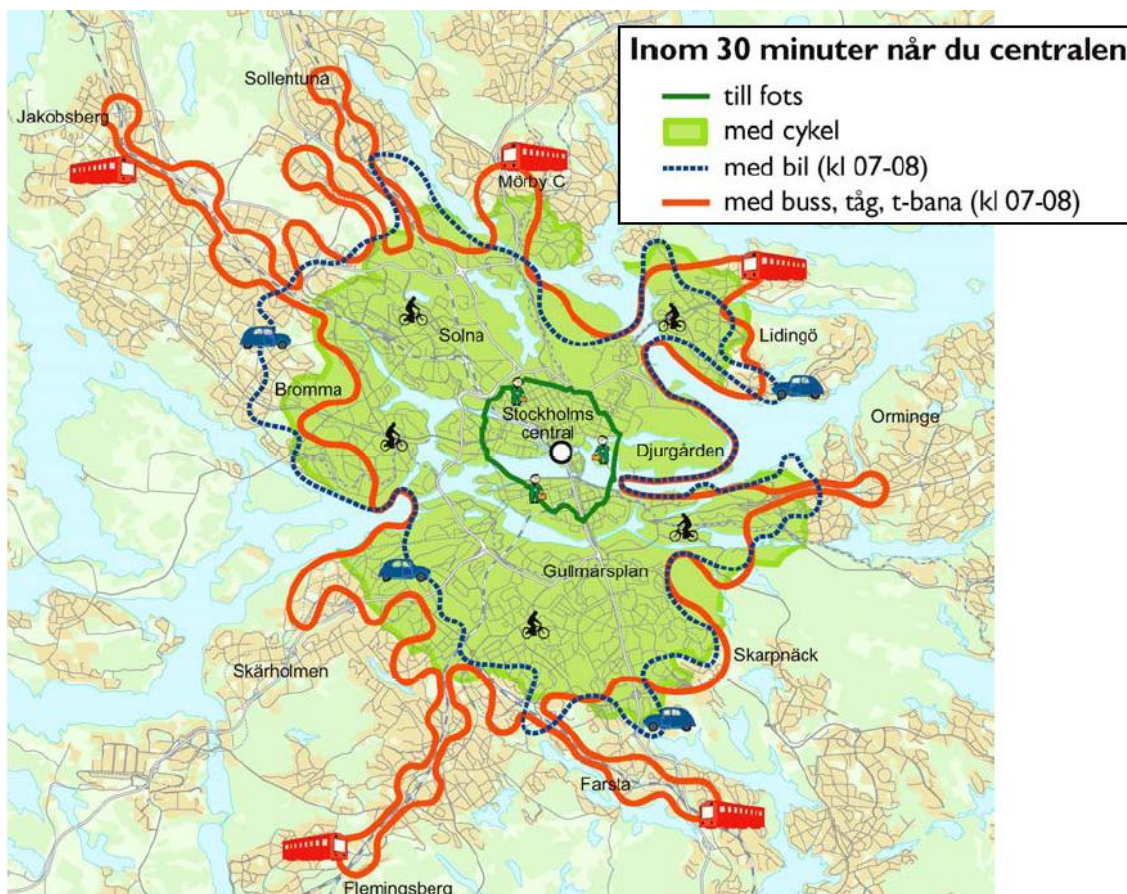 Inom 30 minuter når du centralen
till fots
med cykel
med bil (kl 07-08)
med buss, tåg, t-bana (kl 07-08)
Sollentuna
Jakobsberg
Mörby C
Solna
Lidingö
Bromma
Stockholms
central
Orminge
Djurgården
Gullmarsplan
Skärholmen
Skarpnäck
Farsta
Flemingsberg